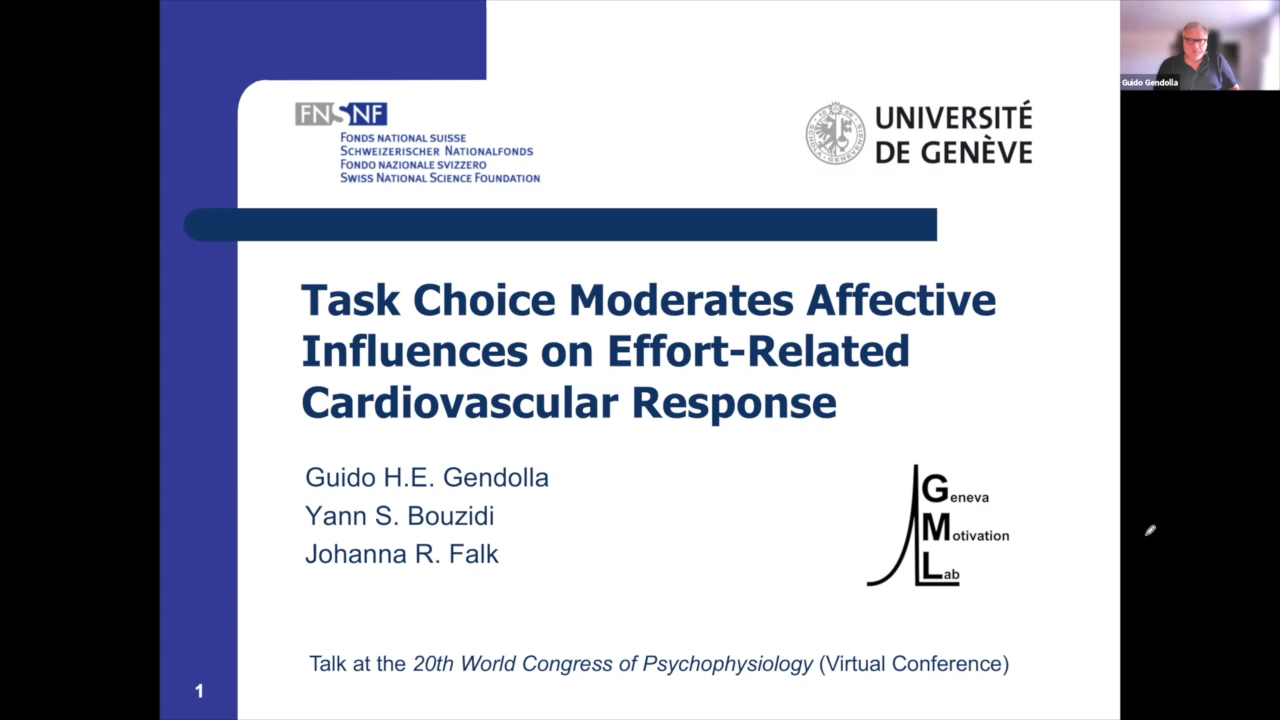 Guido Gendolla
FNSNF
FONDS NATIONAL SUISSE
SCHWEIZERISCHER NATIONALFONDS
FONDO NAZIONALE SVIZZERO
SWISS NATIONAL SCIENCE FOUNDATION
UNIVERSITÉ
DE GENÈVE
Task Choice Moderates Affective
Influences on Effort-Related
Cardiovascular Response
Guido H.E. Gendolla
Yann S. Bouzidi
Johanna R. Falk
Geneva
Motivation
Lab
Talk at the 20th World Congress of Psychophysiology (Virtual Conference)
1